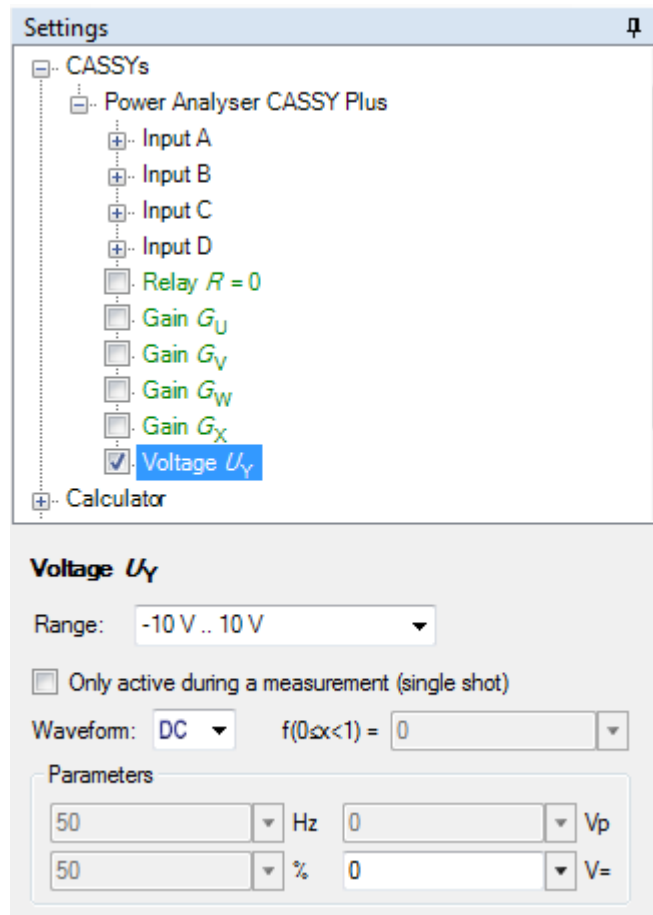 Settings
CASSYs
Power Analyser CASSY Plus
Input A
Input B
Input C
Input D
Relay R = 0
Gain GU
Gain GV
Gain GW
Gain GX
Voltage UY
Calculator
Voltage UY
Range: -10 V .. 10 V
Only active during a measurement (single shot)
Waveform: DC f(0≤x<1) = 0
Parameters
50 Hz 0 Vp
50 % 0 V=